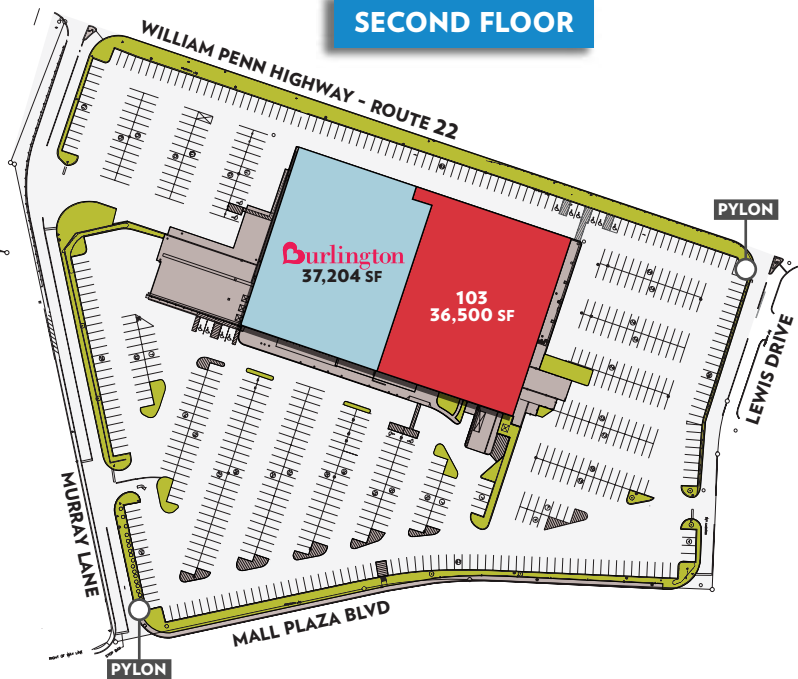 SECOND FLOOR
WILLIAM PENN HIGHWAY - ROUTE 22
PYLON
Burlington
37,204 SF
103
36,500 SF
LEWIS DRIVE
MURRAY LANE
MALL PLAZA BLVD
PYLON